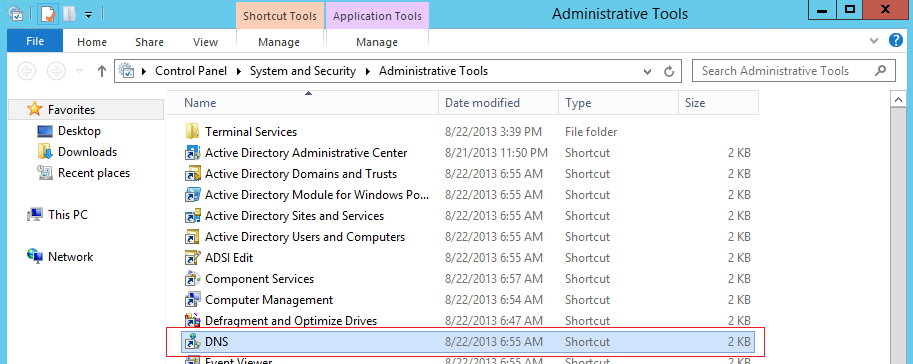 Shortcut Tools Application Tools Administrative Tools
File Home Share View Manage Manage
Control Panel System and Security Administrative Tools Search Administrative Tools
Name Date modified Type Size
Favorites
Desktop
Downloads
Recent places
This PC
Network
Terminal Services 8/22/2013 3:39 PM File folder
Active Directory Administrative Center 8/21/2013 11:50 PM Shortcut 2 KB
Active Directory Domains and Trusts 8/22/2013 6:55 AM Shortcut 2 KB
Active Directory Module for Windows Po... 8/22/2013 6:55 AM Shortcut 2 KB
Active Directory Sites and Services 8/22/2013 6:55 AM Shortcut 2 KB
Active Directory Users and Computers 8/22/2013 6:55 AM Shortcut 2 KB
ADSI Edit 8/22/2013 6:55 AM Shortcut 2 KB
Component Services 8/22/2013 6:57 AM Shortcut 2 KB
Computer Management 8/22/2013 6:54 AM Shortcut 2 KB
Defragment and Optimize Drives 8/22/2013 6:47 AM Shortcut 2 KB
DNS 8/22/2013 6:55 AM Shortcut 2 KB
Event Viewer 8/22/2013 6:55 AM Shortcut 2 KB